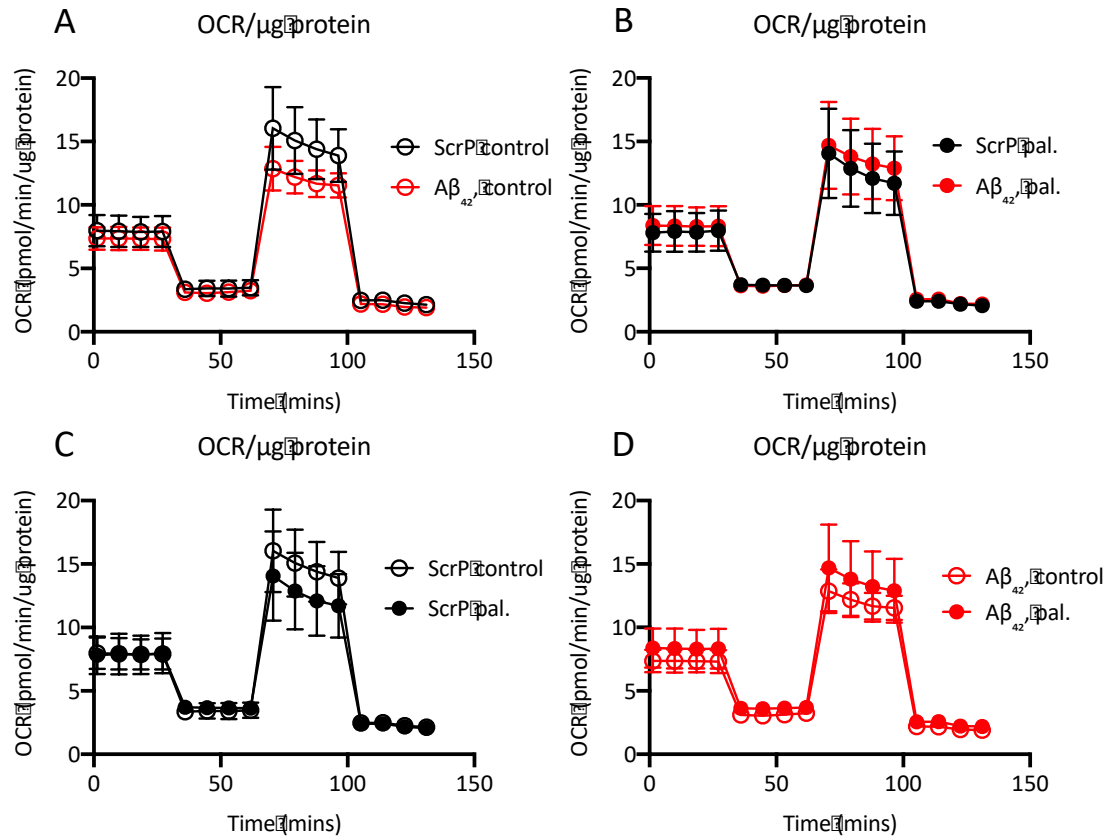 A
OCR/µg protein
20
15
10
5
0
OCR (pmol/min/ug protein)
ScrP control
Aβ₄₂, control
0 50 100 150
Time (mins)
B
OCR/µg protein
20
15
10
5
0
OCR (pmol/min/ug protein)
ScrP pal.
Aβ₄₂, pal.
0 50 100 150
Time (mins)
C
OCR/µg protein
20
15
10
5
0
OCR (pmol/min/ug protein)
ScrP control
ScrP pal.
0 50 100 150
Time (mins)
D
OCR/µg protein
20
15
10
5
0
OCR (pmol/min/ug protein)
Aβ₄₂, control
Aβ₄₂, pal.
0 50 100 150
Time (mins)